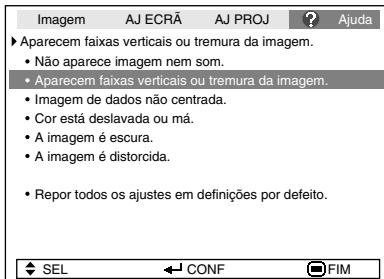 Imagem AJ ECRÃ AJ PROJ ? Ajuda
Aparecem faixas verticais ou tremura da imagem.
• Não aparece imagem nem som.
• Aparecem faixas verticais ou tremura da imagem.
• Imagem de dados não centrada.
• Cor está deslavada ou má.
• A imagem é escura.
• A imagem é distorcida.
• Repor todos os ajustes em definições por defeito.
SEL CONF FIM